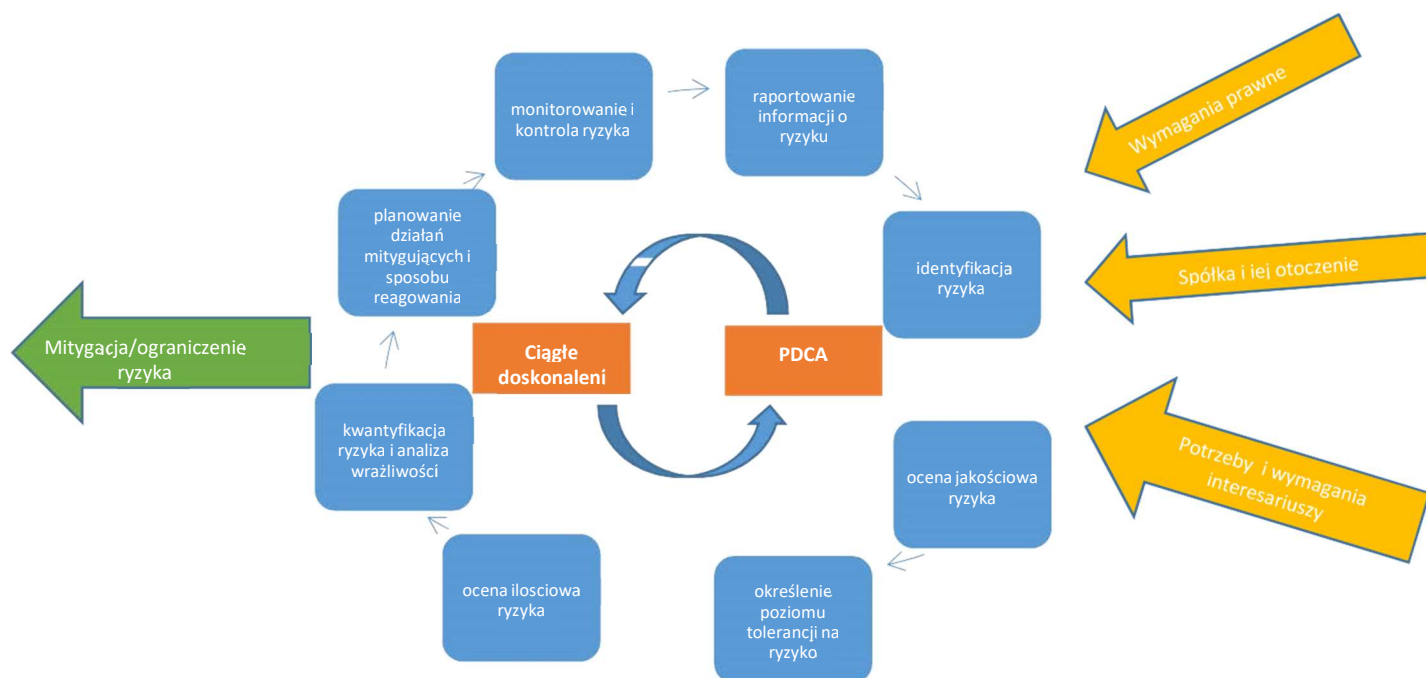 monitorowanie i
kontrola ryzyka
raportowanie
informacji o
ryzyku
Wymagania prawne
planowanie
działań
mitygujących i
sposobu
reagowania
identyfikacja
ryzyka
Spółka i iej otoczenie
Mitygacja/ograniczenie
ryzyka
Ciągłe
doskonaleni
PDCA
kwantyfikacja
ryzyka i analiza
wrażliwości
ocena jakościowa
ryzyka
Potrzeby i wymagania
interesariuszy
ocena ilosciowa
ryzyka
określenie
poziomu
tolerancji na
ryzyko